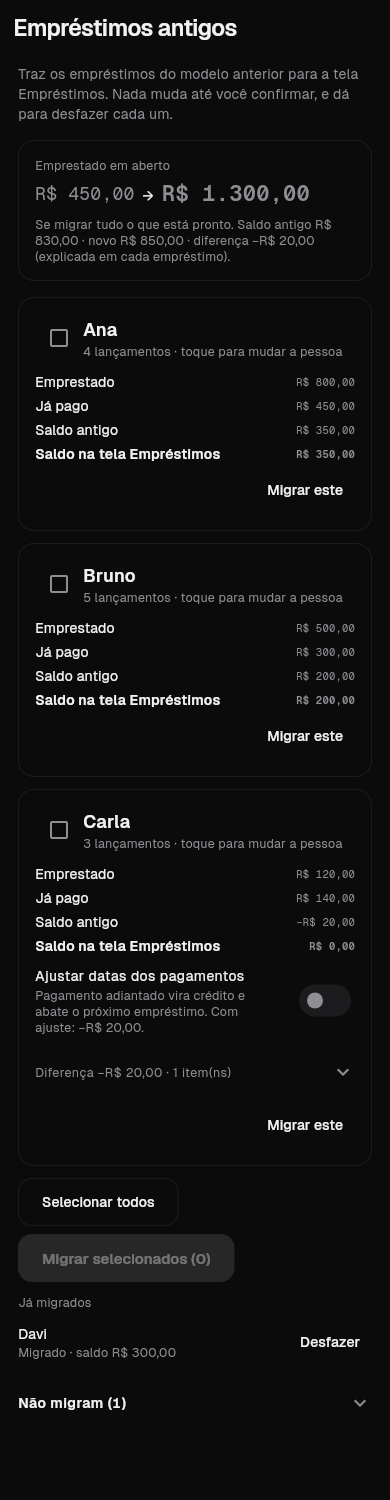 Empréstimos antigos
Traz os empréstimos do modelo anterior para a tela
Empréstimos. Nada muda até você confirmar, e dá
para desfazer cada um.
Emprestado em aberto
R$ 450,00 → R$ 1.300,00
Se migrar tudo o que está pronto. Saldo antigo R$
830,00 · novo R$ 850,00 · diferença −R$ 20,00
(explicada em cada empréstimo).
Ana
4 lançamentos · toque para mudar a pessoa
Emprestado R$ 800,00
Já pago R$ 450,00
Saldo antigo R$ 350,00
Saldo na tela Empréstimos R$ 350,00
Migrar este
Bruno
5 lançamentos · toque para mudar a pessoa
Emprestado R$ 500,00
Já pago R$ 300,00
Saldo antigo R$ 200,00
Saldo na tela Empréstimos R$ 200,00
Migrar este
Carla
3 lançamentos · toque para mudar a pessoa
Emprestado R$ 120,00
Já pago R$ 140,00
Saldo antigo −R$ 20,00
Saldo na tela Empréstimos R$ 0,00
Ajustar datas dos pagamentos
Pagamento adiantado vira crédito e
abate o próximo empréstimo. Com
ajuste: −R$ 20,00.
Diferença −R$ 20,00 · 1 item(ns)
Migrar este
Selecionar todos
Migrar selecionados (0)
Já migrados
Davi
Migrado · saldo R$ 300,00
Desfazer
Não migram (1)